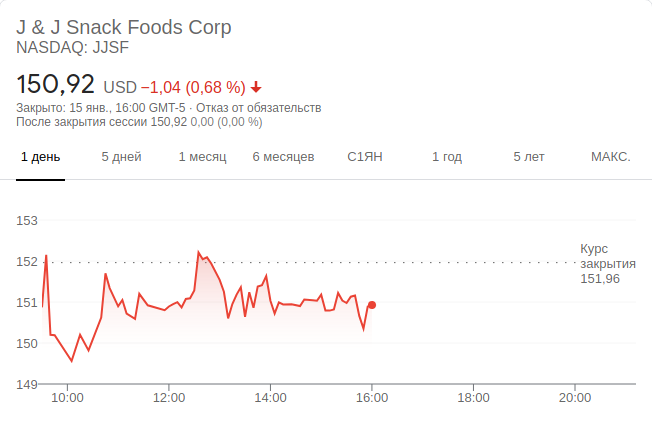 J & J Snack Foods Corp
NASDAQ: JJSF
150,92 USD −1,04 (0,68 %)
Закрыто: 15 янв., 16:00 GMT-5 · Отказ от обязательств
После закрытия сессии 150,92 0,00 (0,00 %)
1 день 5 дней 1 месяц 6 месяцев С1ЯН 1 год 5 лет МАКС.
153
152
151
150
149
Курс
закрытия
151,96
10:00 12:00 14:00 16:00 18:00 20:00